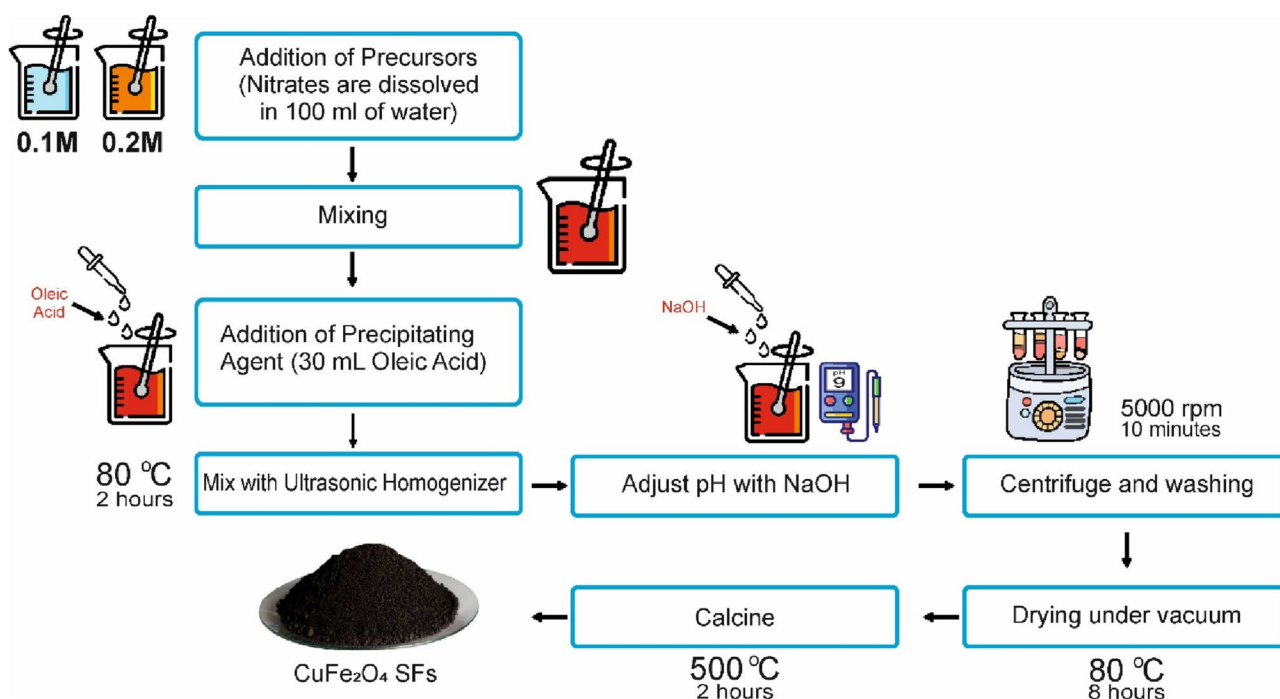 Addition of Precursors
(Nitrates are dissolved
in 100 ml of water)
0.1M
0.2M
Mixing
Oleic
Acid
Addition of Precipitating
Agent (30 mL Oleic Acid)
NaOH
pH
9
5000 rpm
10 minutes
80 °C
2 hours
Mix with Ultrasonic Homogenizer
Adjust pH with NaOH
Centrifuge and washing
Drying under vacuum
80 °C
8 hours
Calcine
500 °C
2 hours
CuFe₂O₄ SFs